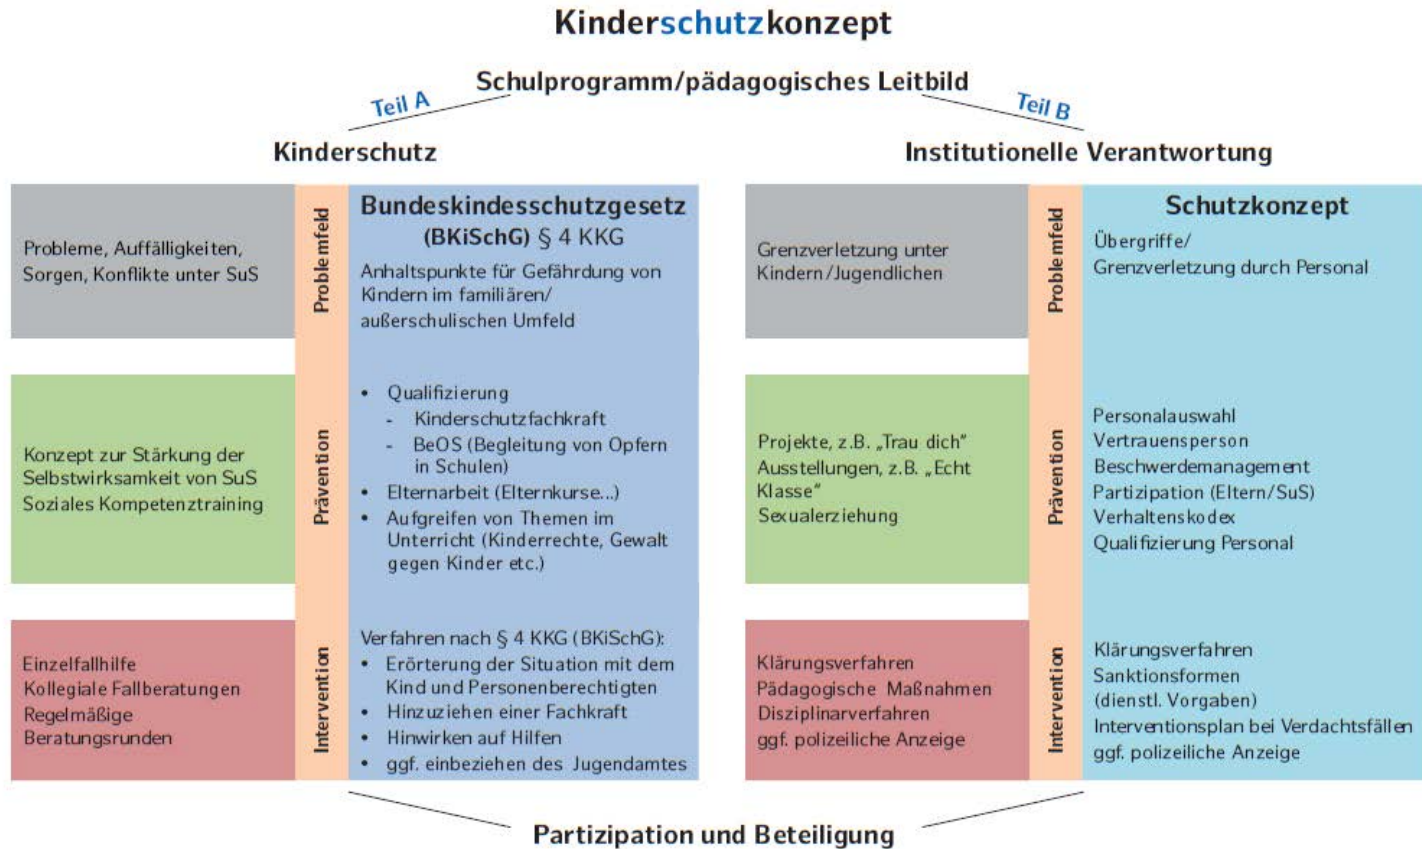 Kinderschutzkonzept
Schulprogramm/pädagogisches Leitbild
Teil A
Teil B
Kinderschutz
Institutionelle Verantwortung
Probleme, Auffälligkeiten,
Sorgen, Konflikte unter SuS
Problemfeld
Bundeskindesschutzgesetz
(BKiSchG) § 4 KKG
Anhaltspunkte für Gefährdung von
Kindern im familiären/
außerschulischen Umfeld
Konzept zur Stärkung der
Selbstwirksamkeit von SuS
Soziales Kompetenztraining
Prävention
• Qualifizierung
- Kinderschutzfachkraft
- BeOS (Begleitung von Opfern
in Schulen)
• Elternarbeit (Elternkurse...)
• Aufgreifen von Themen im
Unterricht (Kinderrechte, Gewalt
gegen Kinder etc.)
Einzelfallhilfe
Kollegiale Fallberatungen
Regelmäßige
Beratungsrunden
Intervention
Verfahren nach § 4 KKG (BKiSchG):
• Erörterung der Situation mit dem
Kind und Personenberechtigten
• Hinzuziehen einer Fachkraft
• Hinwirken auf Hilfen
• ggf. einbeziehen des Jugendamtes
Grenzverletzung unter
Kindern/Jugendlichen
Problemfeld
Schutzkonzept
Übergriffe/
Grenzverletzung durch Personal
Projekte, z.B. „Trau dich"
Ausstellungen, z.B. „Echt
Klasse"
Sexualerziehung
Prävention
Personalauswahl
Vertrauensperson
Beschwerdemanagement
Partizipation (Eltern/SuS)
Verhaltenskodex
Qualifizierung Personal
Klärungsverfahren
Pädagogische Maßnahmen
Disziplinarverfahren
ggf. polizeiliche Anzeige
Intervention
Klärungsverfahren
Sanktionsformen
(dienstl. Vorgaben)
Interventionsplan bei Verdachtsfällen
ggf. polizeiliche Anzeige
Partizipation und Beteiligung